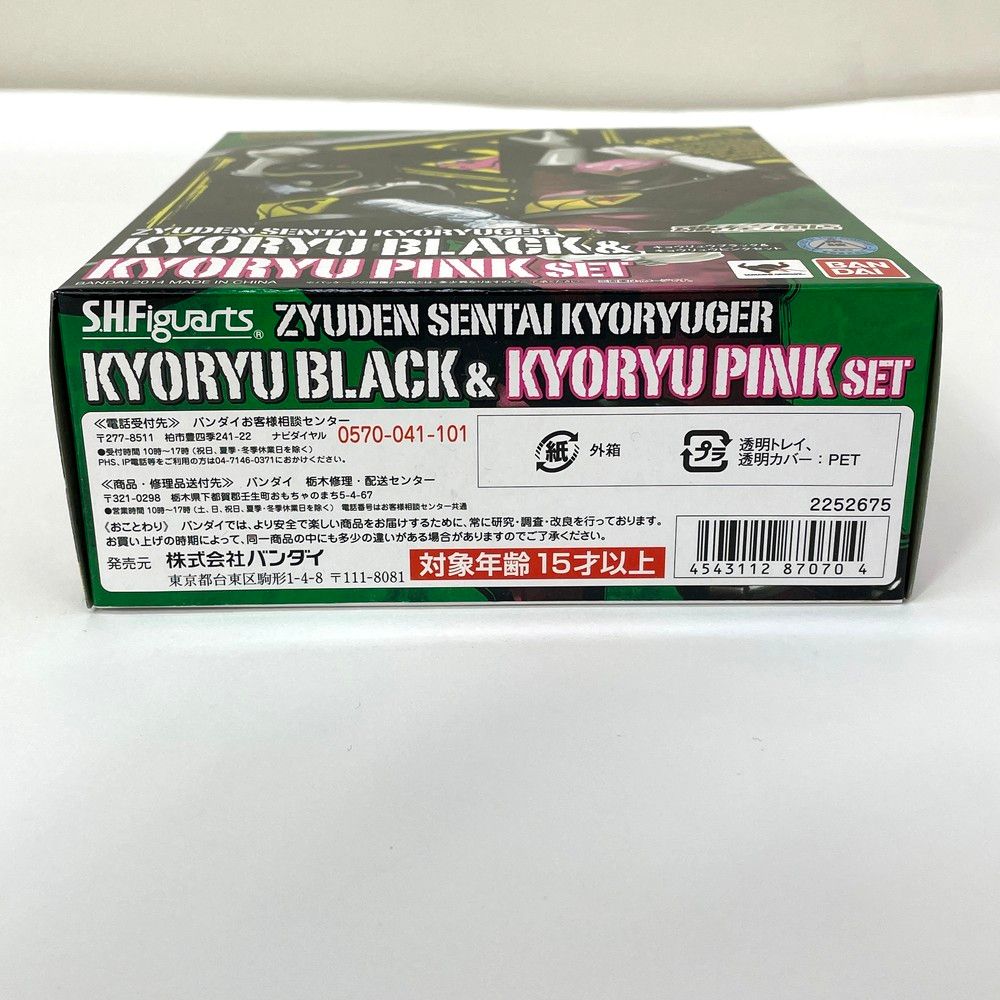 ZYUDEN SENTAI KYORYUGER
KYORYU BLACK &
KYORYU PINK SET
BANDAI 2014 MADE IN CHINA
BAN
DAI
S.H.Figuarts® ZYUDEN SENTAI KYORYUGER
KYORYU BLACK & KYORYU PINK SET
≪電話受付先≫ バンダイお客様相談センター
〒277-8511 柏市豊四季241-22 ナビダイヤル 0570-041-101
●受付時間 10時〜17時(祝日、夏季・冬季休業日を除く)
PHS、IP電話等をご利用の方は04-7146-0371におかけください。
≪商品・修理品送付先≫ バンダイ 栃木修理・配送センター
〒321-0298 栃木県下都賀郡壬生町おもちゃのまち5-4-67
●営業時間 10時〜17時(土、日、祝日、夏季・冬季休業日を除く) 電話番号はお客様相談センター共通
《おことわり》 バンダイでは、より安全で楽しい商品をお届けするために、常に研究・調査・改良を行っております。
お買い上げの時期によって、同一商品の中にも多少の違いがある場合がありますのでご了承ください。
発売元 株式会社バンダイ
東京都台東区駒形1-4-8 〒111-8081
対象年齢 15才以上
紙 外箱
プラ 透明トレイ、
透明カバー：PET
2252675
4543112 87070 4